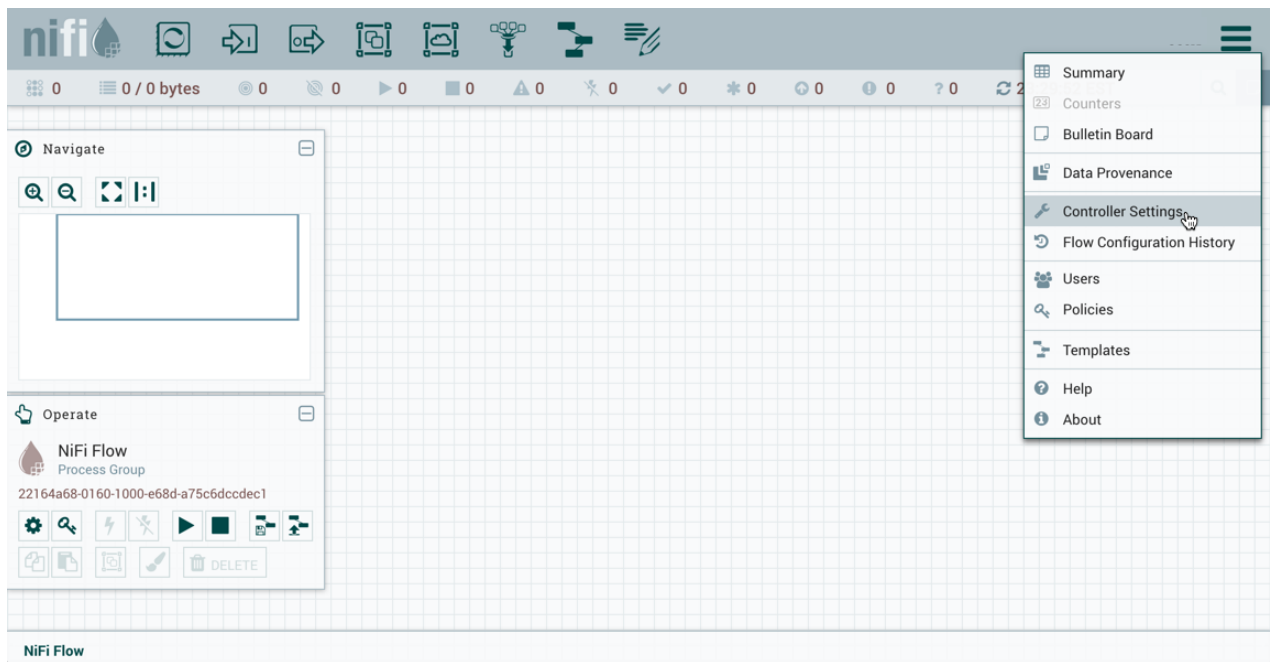 nifi
0 0 / 0 bytes 0 0 0 0 0 0 0 0 0 0 0 2
Summary
23 Counters
Bulletin Board
Data Provenance
Controller Settings
Flow Configuration History
Users
Policies
Templates
Help
About
Navigate
Operate
NiFi Flow
Process Group
22164a68-0160-1000-e68d-a75c6dccdec1
DELETE
NiFi Flow